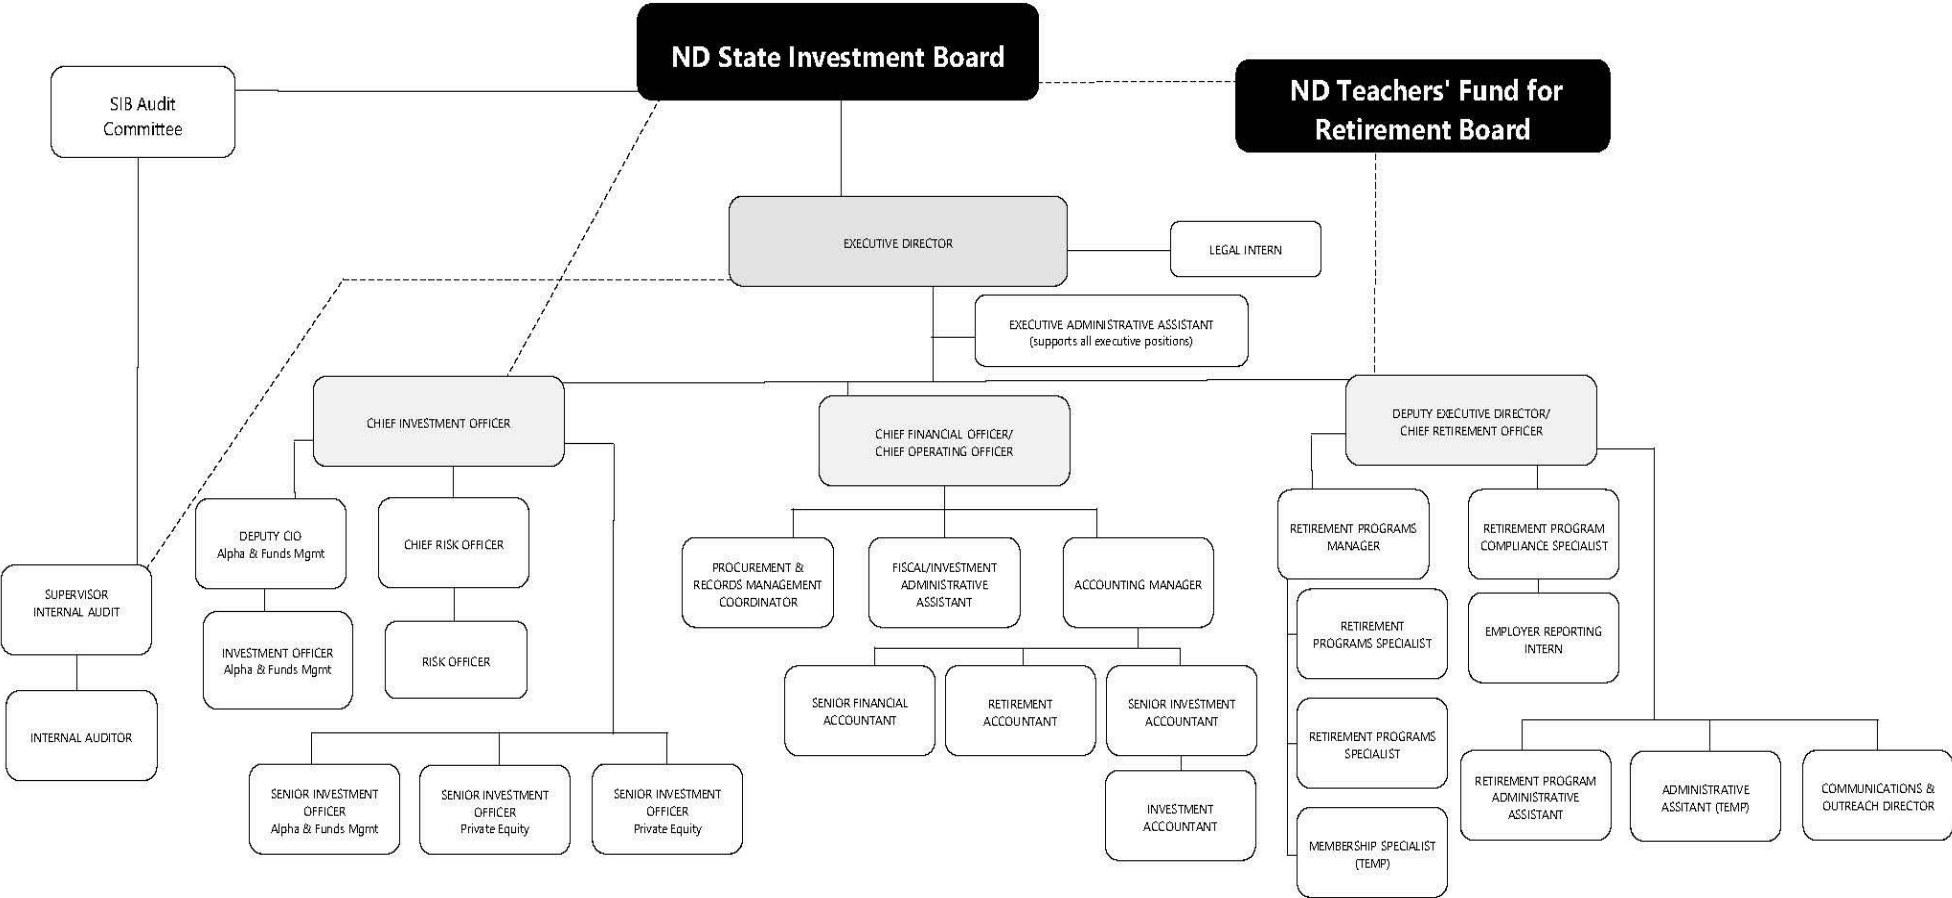 ND State Investment Board
SIB Audit
Committee
ND Teachers' Fund for
Retirement Board
EXECUTIVE DIRECTOR
LEGAL INTERN
EXECUTIVE ADMINISTRATIVE ASSISTANT
(supports all executive positions)
CHIEF INVESTMENT OFFICER
CHIEF FINANCIAL OFFICER/
CHIEF OPERATING OFFICER
DEPUTY EXECUTIVE DIRECTOR/
CHIEF RETIREMENT OFFICER
DEPUTY CIO
Alpha & Funds Mgmt
CHIEF RISK OFFICER
PROCUREMENT &
RECORDS MANAGEMENT
COORDINATOR
FISCAL/INVESTMENT
ADMINISTRATIVE
ASSISTANT
ACCOUNTING MANAGER
RETIREMENT PROGRAMS
MANAGER
RETIREMENT PROGRAM
COMPLIANCE SPECIALIST
SUPERVISOR
INTERNAL AUDIT
INVESTMENT OFFICER
Alpha & Funds Mgmt
RISK OFFICER
RETIREMENT
PROGRAMS SPECIALIST
EMPLOYER REPORTING
INTERN
INTERNAL AUDITOR
SENIOR FINANCIAL
ACCOUNTANT
RETIREMENT
ACCOUNTANT
SENIOR INVESTMENT
ACCOUNTANT
RETIREMENT PROGRAMS
SPECIALIST
SENIOR INVESTMENT
OFFICER
Alpha & Funds Mgmt
SENIOR INVESTMENT
OFFICER
Private Equity
SENIOR INVESTMENT
OFFICER
Private Equity
INVESTMENT
ACCOUNTANT
MEMBERSHIP SPECIALIST
(TEMP)
RETIREMENT PROGRAM
ADMINISTRATIVE
ASSISTANT
ADMINISTRATIVE
ASSITANT (TEMP)
COMMUNICATIONS &
OUTREACH DIRECTOR